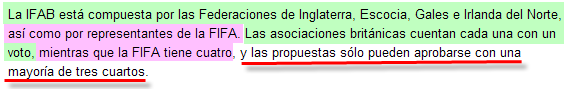 La IFAB está compuesta por las Federaciones de Inglaterra, Escocia, Gales e Irlanda del Norte,
así como por representantes de la FIFA. Las asociaciones británicas cuentan cada una con un
voto, mientras que la FIFA tiene cuatro, y las propuestas sólo pueden aprobarse con una
mayoría de tres cuartos.